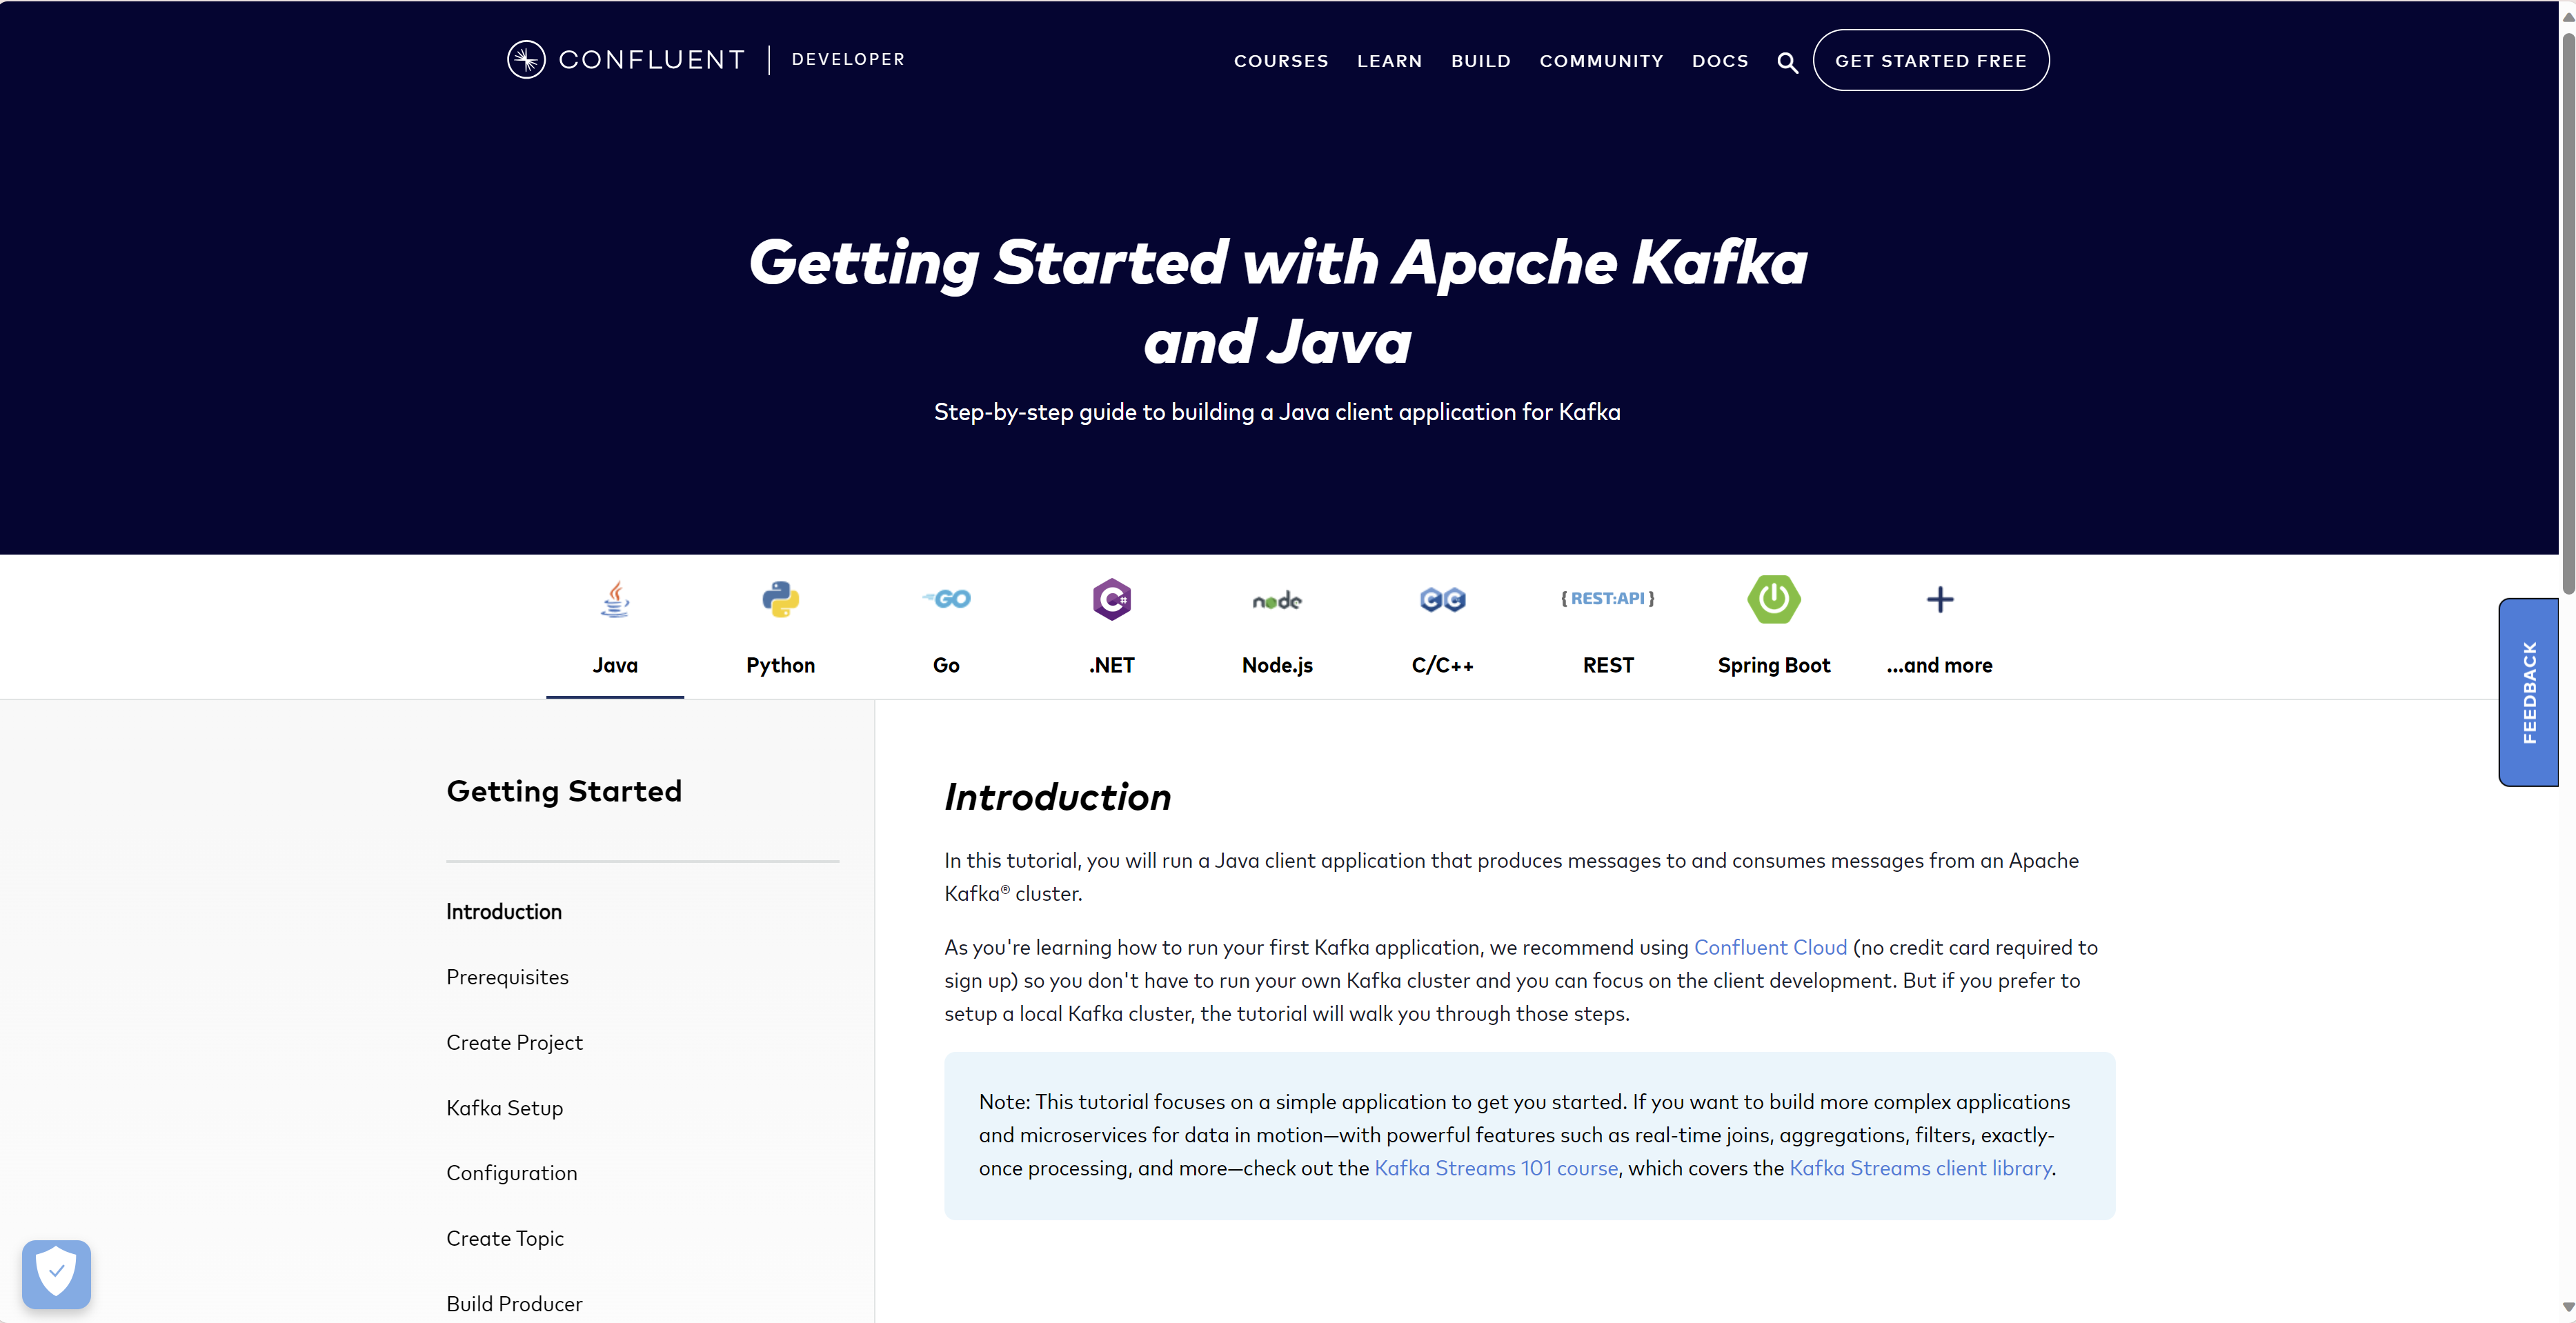 CONFLUENT | DEVELOPER
COURSES LEARN BUILD COMMUNITY DOCS GET STARTED FREE
Getting Started with Apache Kafka
and Java
Step-by-step guide to building a Java client application for Kafka
GO C# node { REST:API }
Java Python Go .NET Node.js C/C++ REST Spring Boot ...and more
FEEDBACK
Getting Started
Introduction
Prerequisites
Create Project
Kafka Setup
Configuration
Create Topic
Build Producer
Introduction
In this tutorial, you will run a Java client application that produces messages to and consumes messages from an Apache
Kafka® cluster.
As you're learning how to run your first Kafka application, we recommend using Confluent Cloud (no credit card required to
sign up) so you don't have to run your own Kafka cluster and you can focus on the client development. But if you prefer to
setup a local Kafka cluster, the tutorial will walk you through those steps.
Note: This tutorial focuses on a simple application to get you started. If you want to build more complex applications
and microservices for data in motion—with powerful features such as real-time joins, aggregations, filters, exactly-
once processing, and more—check out the Kafka Streams 101 course, which covers the Kafka Streams client library.